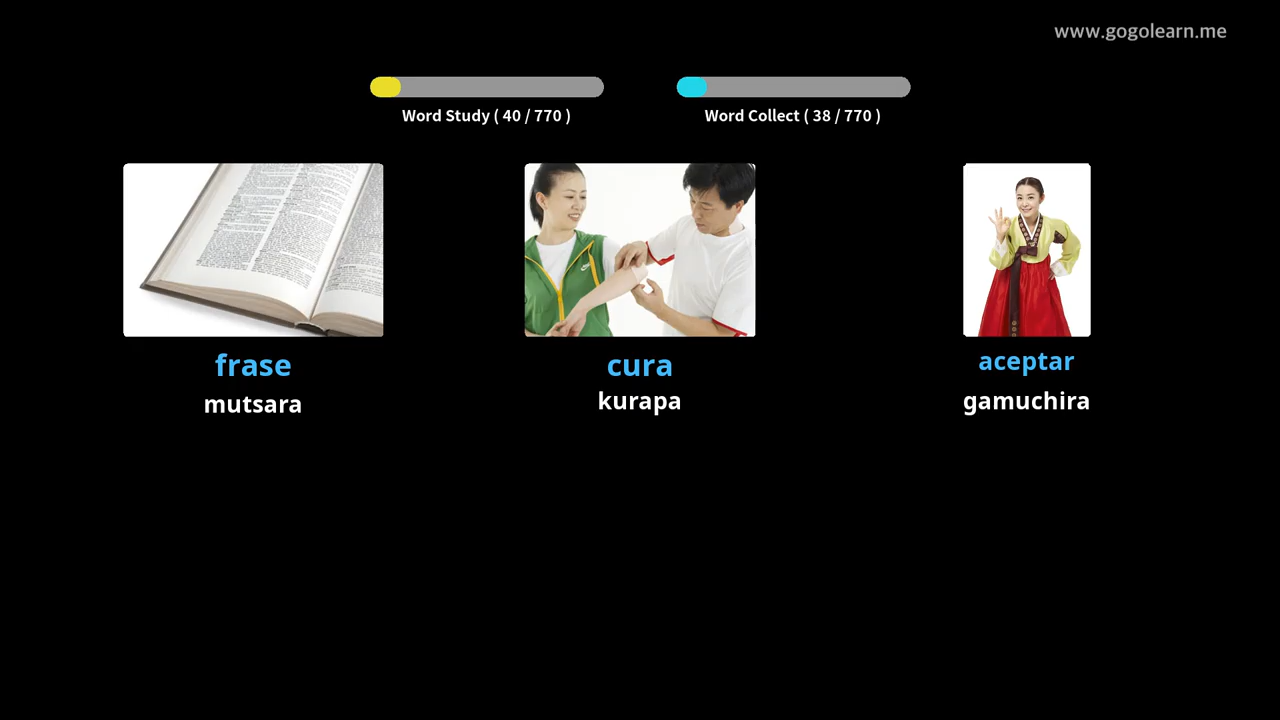 www.gogolearn.me
Word Study ( 40 / 770 )
Word Collect ( 38 / 770 )
frase
mutsara
cura
kurapa
aceptar
gamuchira